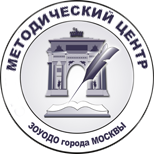 МЕТОДИЧЕСКИЙ ЦЕНТР
ЗОУОДО города МОСКВЫ